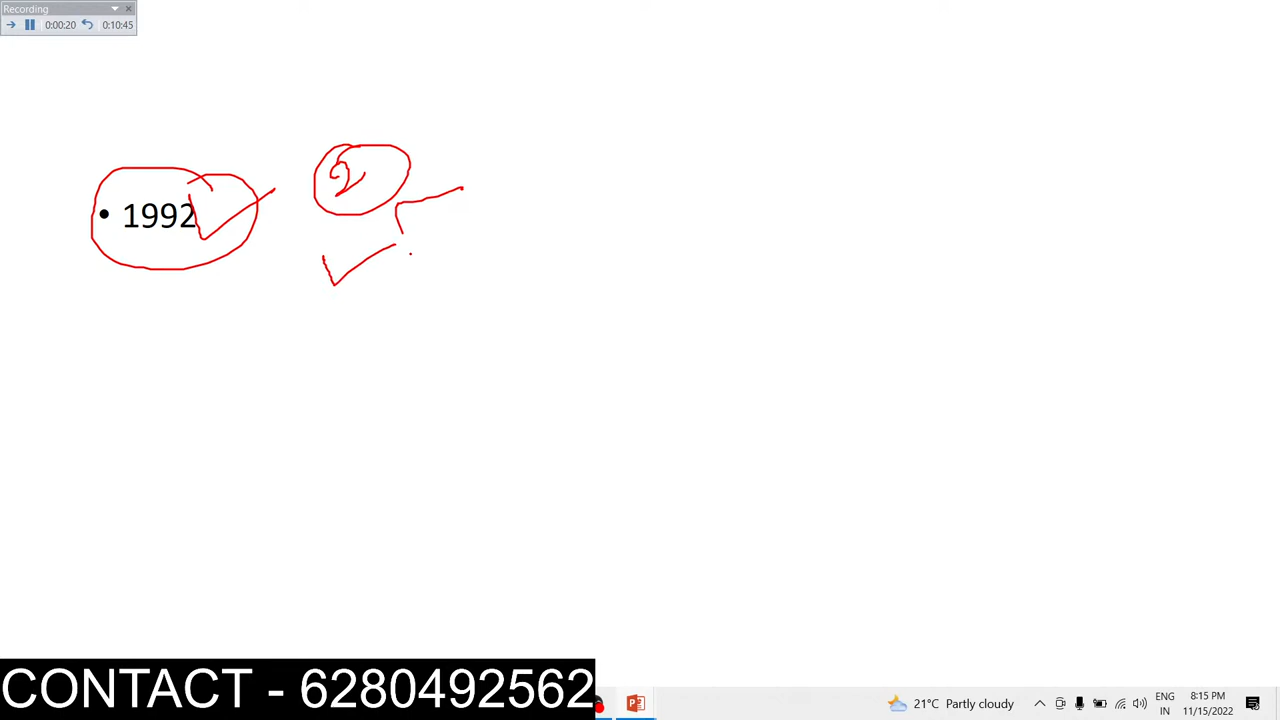 Recording
0:00:20 0:10:45
• 1992
2
CONTACT - 6280492562
21°C Partly cloudy
ENG
IN
8:15 PM
11/15/2022